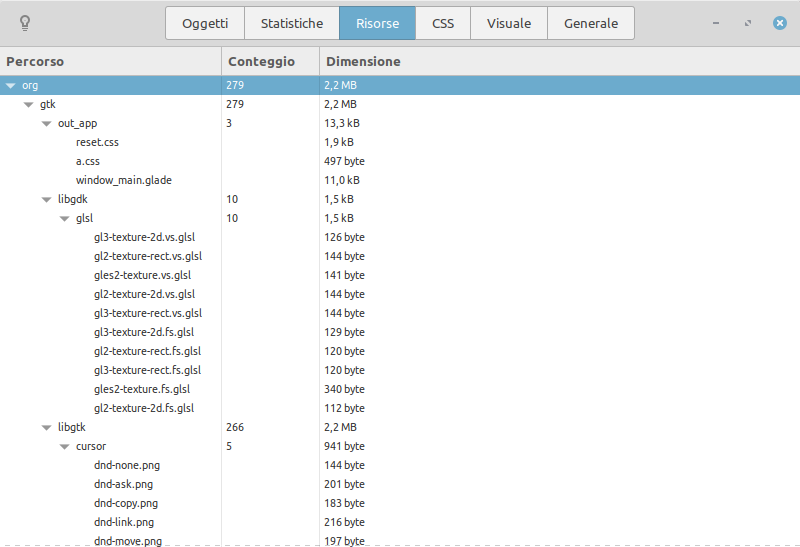 Oggetti Statistiche Risorse CSS Visuale Generale
Percorso Conteggio Dimensione
org 279 2,2 MB
gtk 279 2,2 MB
out_app 3 13,3 kB
reset.css 1,9 kB
a.css 497 byte
window_main.glade 11,0 kB
libgdk 10 1,5 kB
glsl 10 1,5 kB
gl3-texture-2d.vs.glsl 126 byte
gl2-texture-rect.vs.glsl 144 byte
gles2-texture.vs.glsl 141 byte
gl2-texture-2d.vs.glsl 144 byte
gl3-texture-rect.vs.glsl 144 byte
gl3-texture-2d.fs.glsl 129 byte
gl2-texture-rect.fs.glsl 120 byte
gl3-texture-rect.fs.glsl 120 byte
gles2-texture.fs.glsl 340 byte
gl2-texture-2d.fs.glsl 112 byte
libgtk 266 2,2 MB
cursor 5 941 byte
dnd-none.png 144 byte
dnd-ask.png 201 byte
dnd-copy.png 183 byte
dnd-link.png 216 byte
dnd-move.png 197 byte